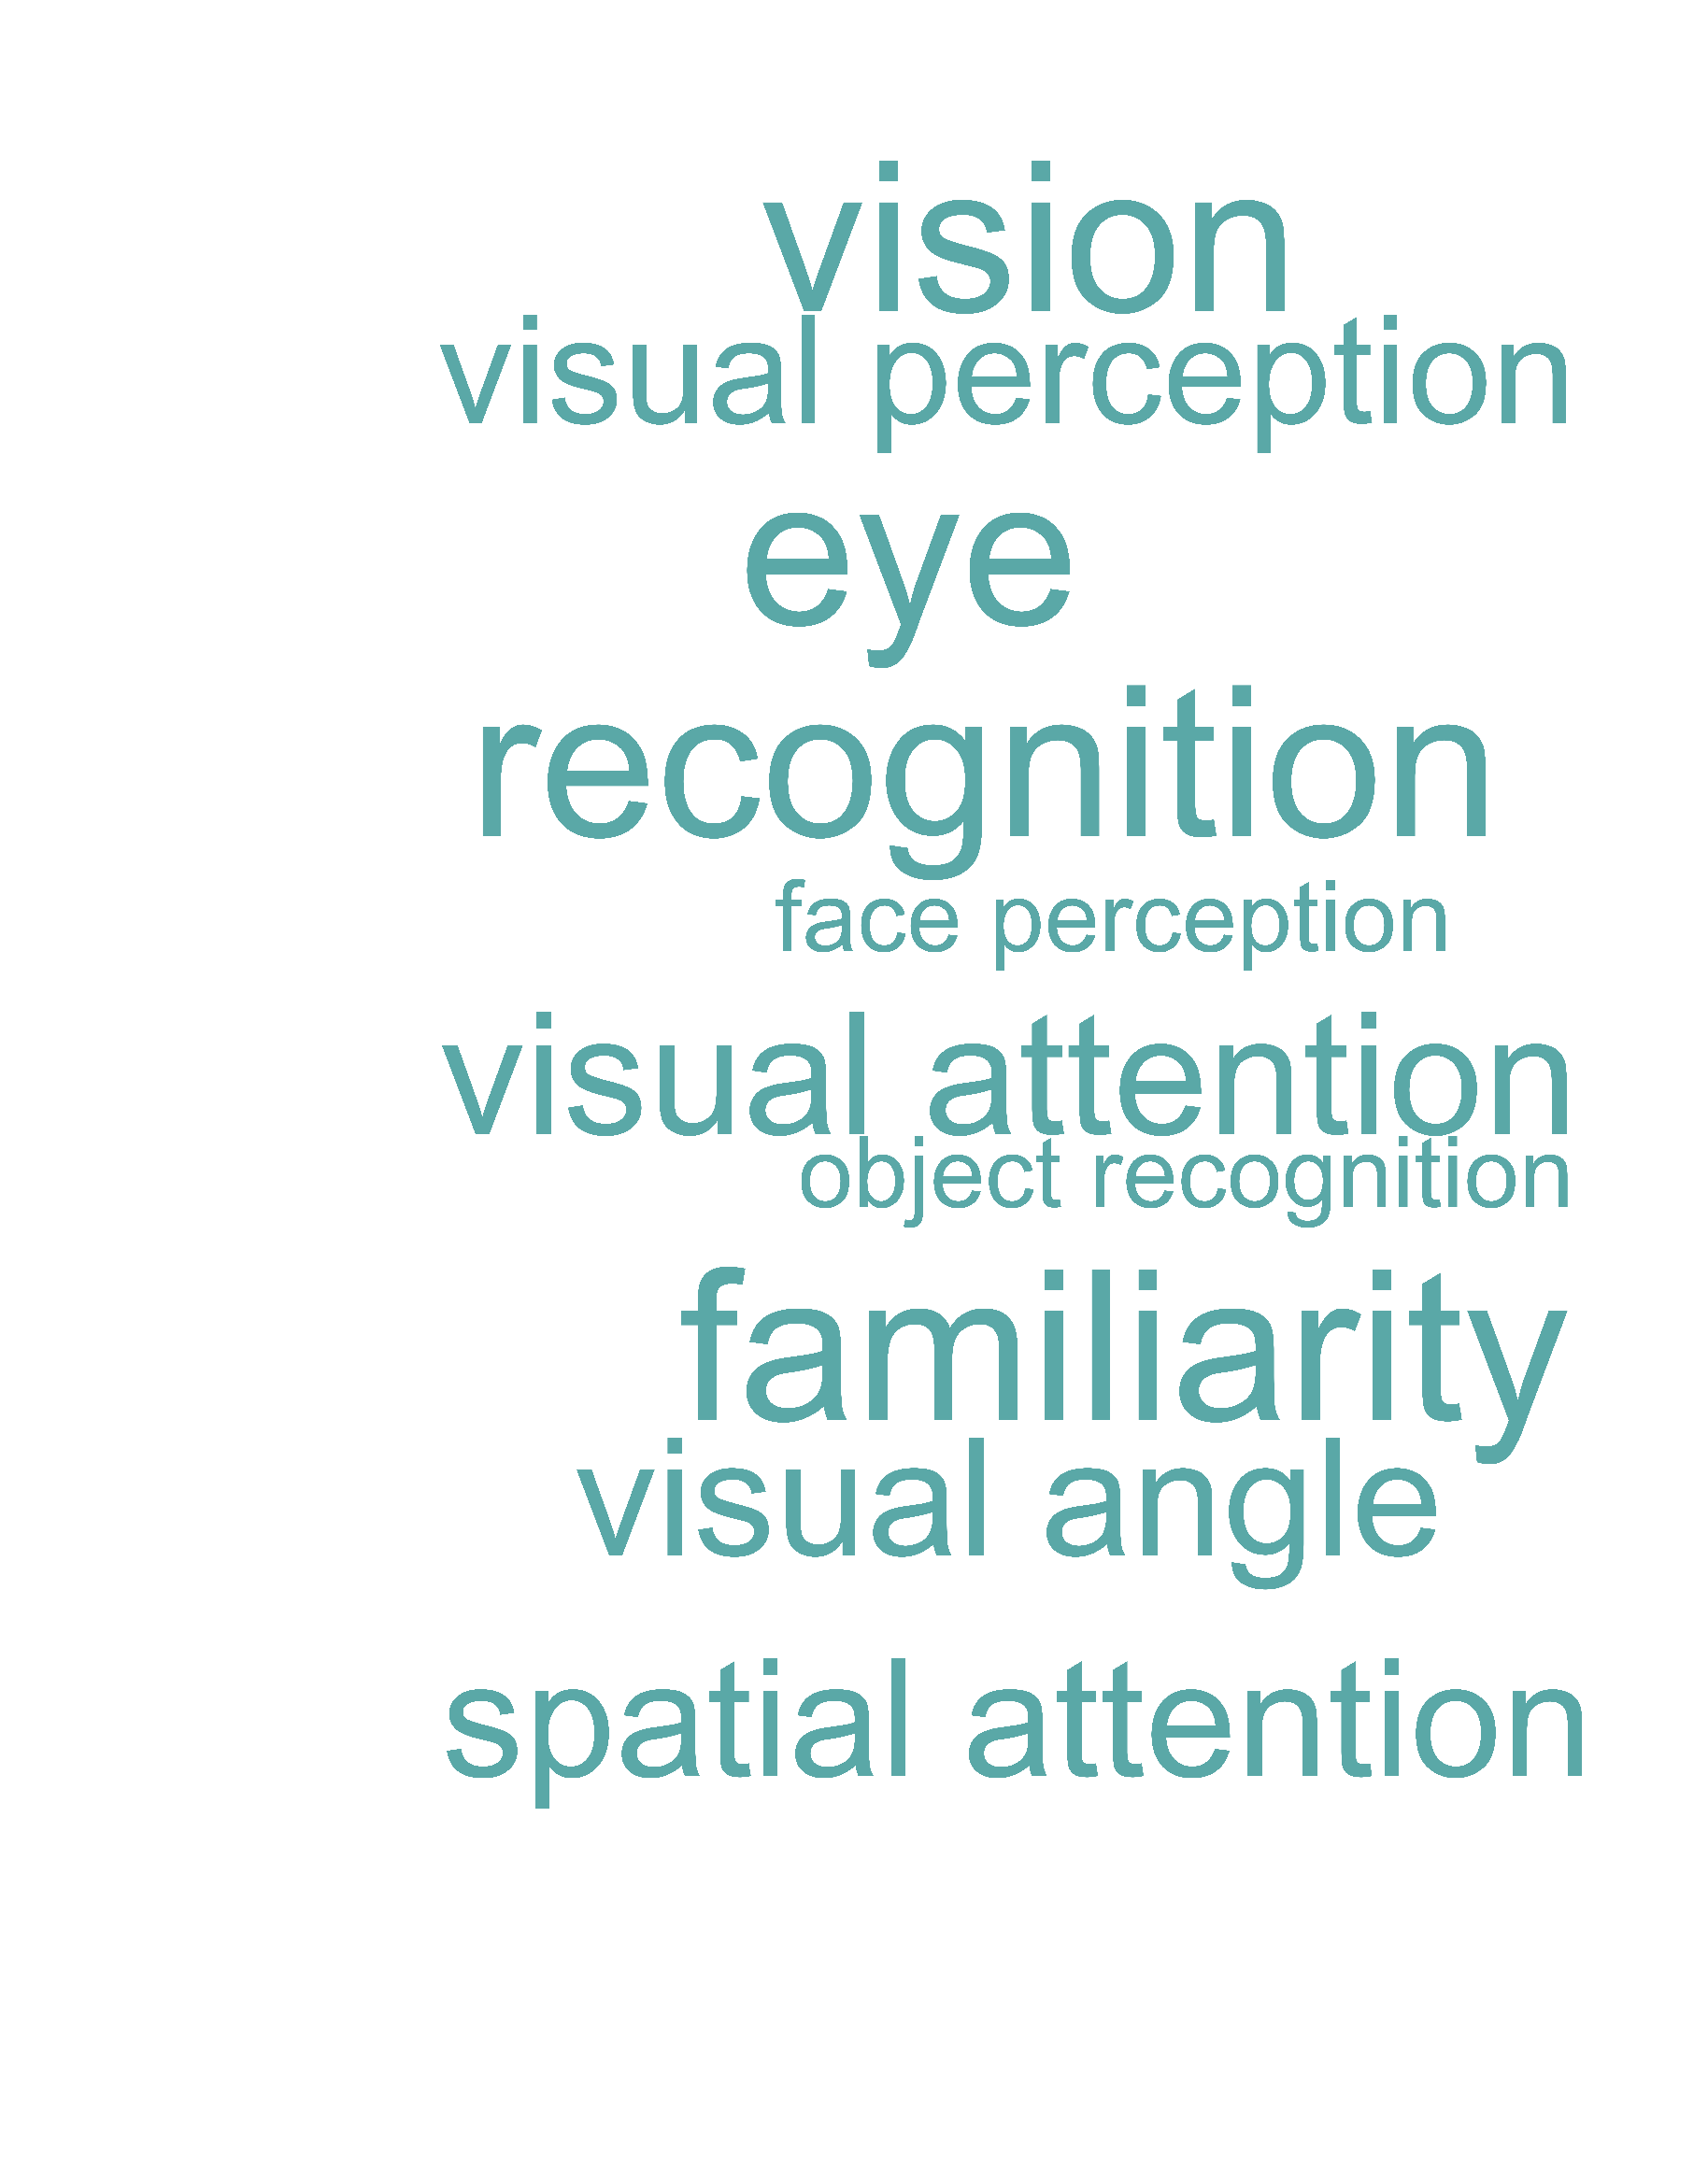 vision
visual perception
eye
recognition
face perception
visual attention
object recognition
familiarity
visual angle
spatial attention